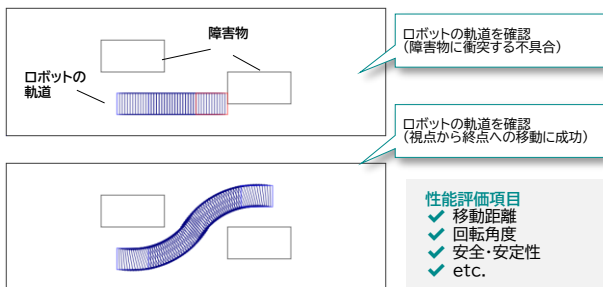 障害物
ロボットの
軌道
ロボットの軌道を確認
(障害物に衝突する不具合)
ロボットの軌道を確認
(視点から終点への移動に成功)
性能評価項目
移動距離
回転角度
安全・安定性
etc.